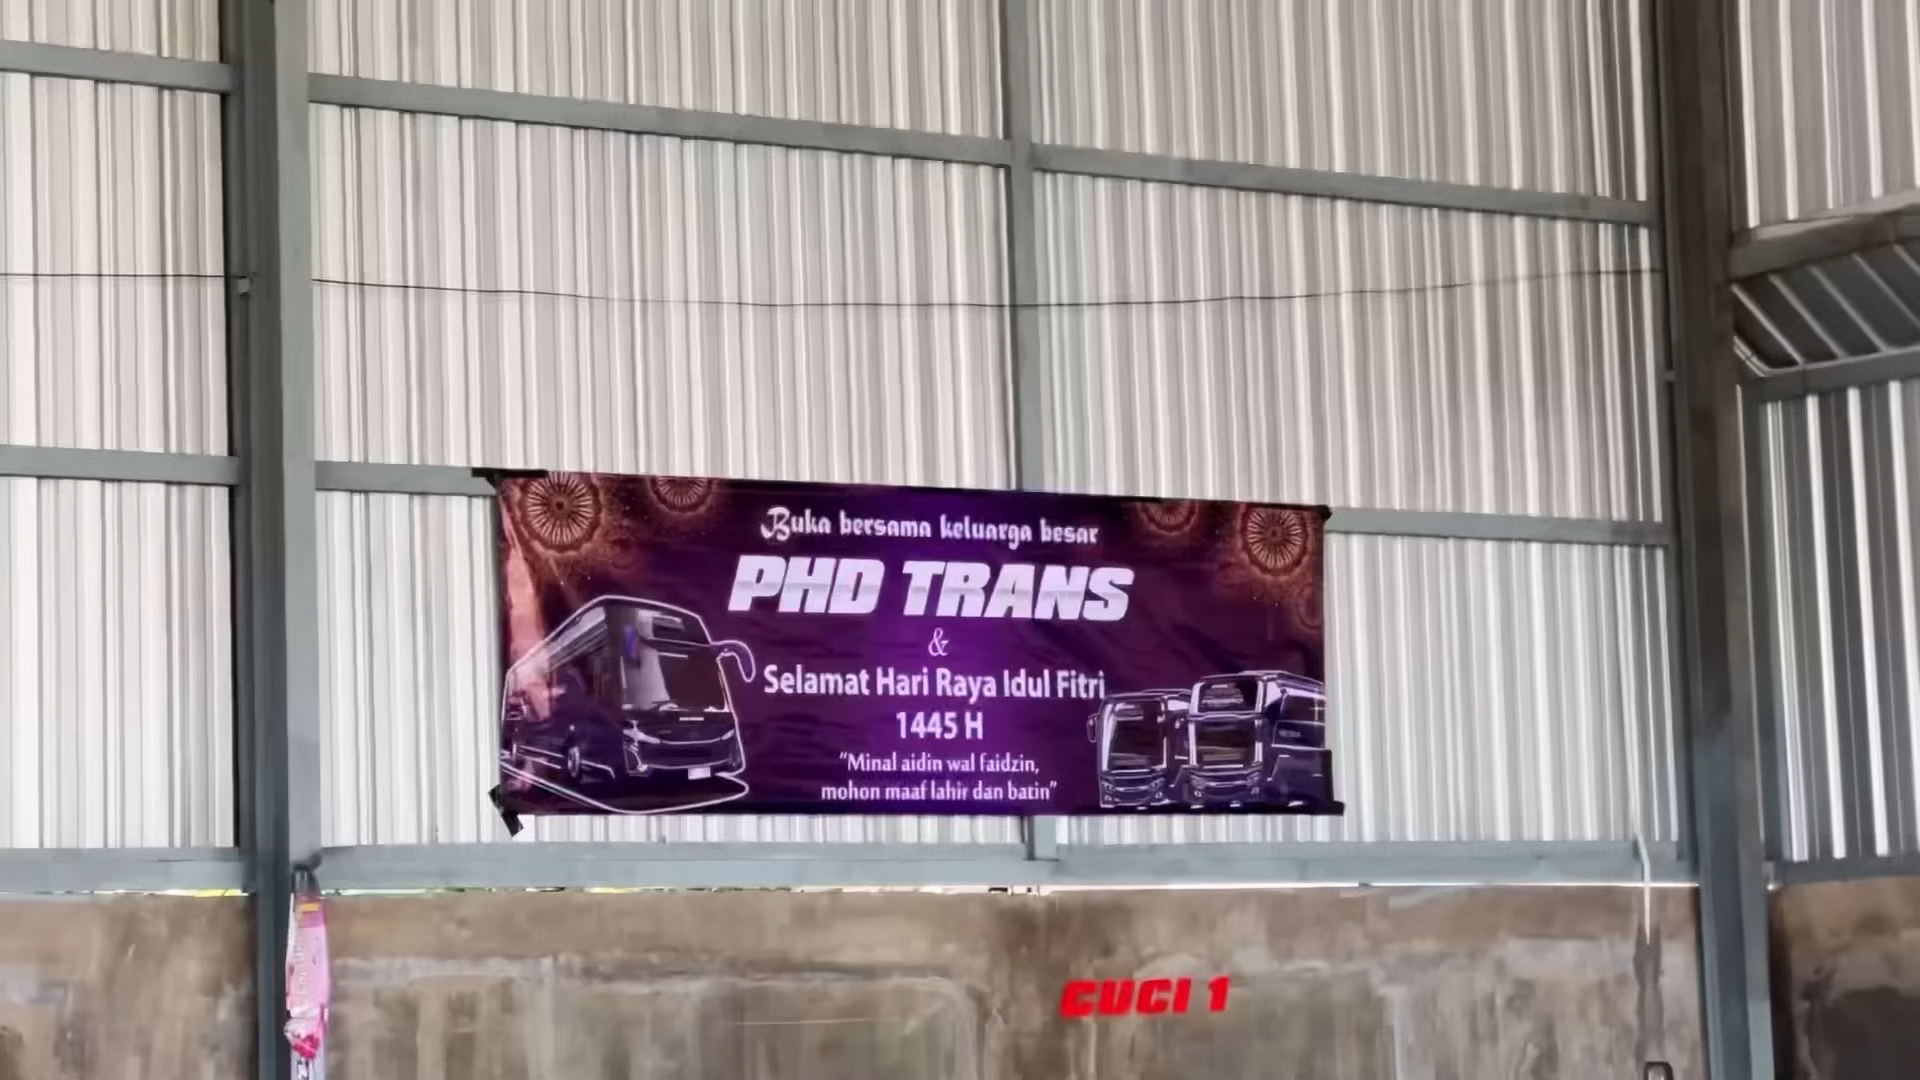 Buka bersama keluarga besar
PHD TRANS
&
Selamat Hari Raya Idul Fitri
1445 H
"Minal aidin wal faidzin,
mohon maaf lahir dan batin"
CUCI 1